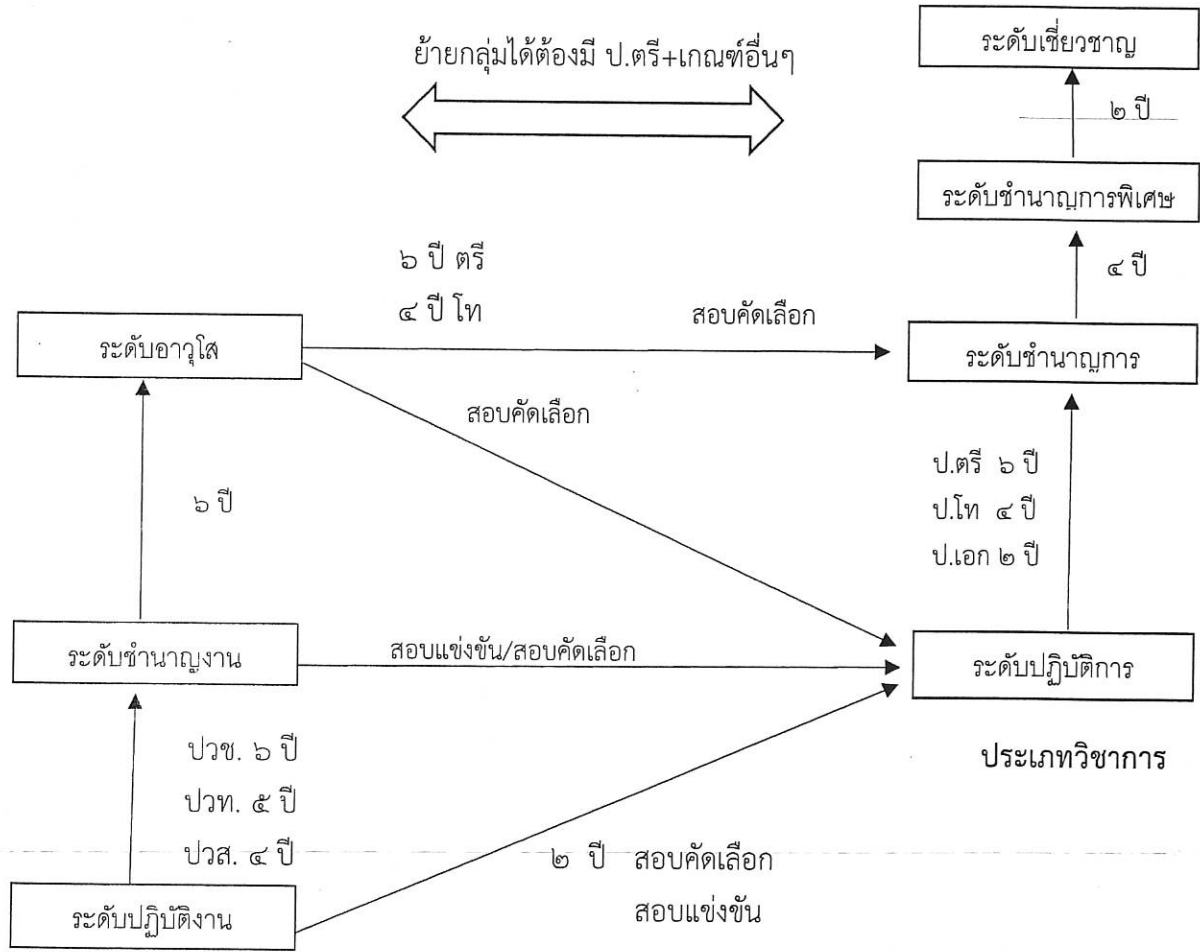 ระดับเชี่ยวชาญ
ย้ายกลุ่มได้ต้องมี ป.ตรี+เกณฑ์อื่นๆ
๒ ปี
ระดับชำนาญการพิเศษ
๖ ปี ตรี
๔ ปี
๔ ปี โท
สอบคัดเลือก
ระดับอาวุโส
ระดับชำนาญการ
สอบคัดเลือก
ป.ตรี ๖ ปี
๖ ปี
ป.โท ๔ ปี
ป.เอก ๒ ปี
ระดับชำนาญงาน
สอบแข่งขัน/สอบคัดเลือก
ระดับปฏิบัติการ
ปวช. ๖ ปี
ประเภทวิชาการ
ปวท. ๕ ปี
ปวส. ๔ ปี
๒ ปี สอบคัดเลือก
ระดับปฏิบัติงาน
สอบแข่งขัน